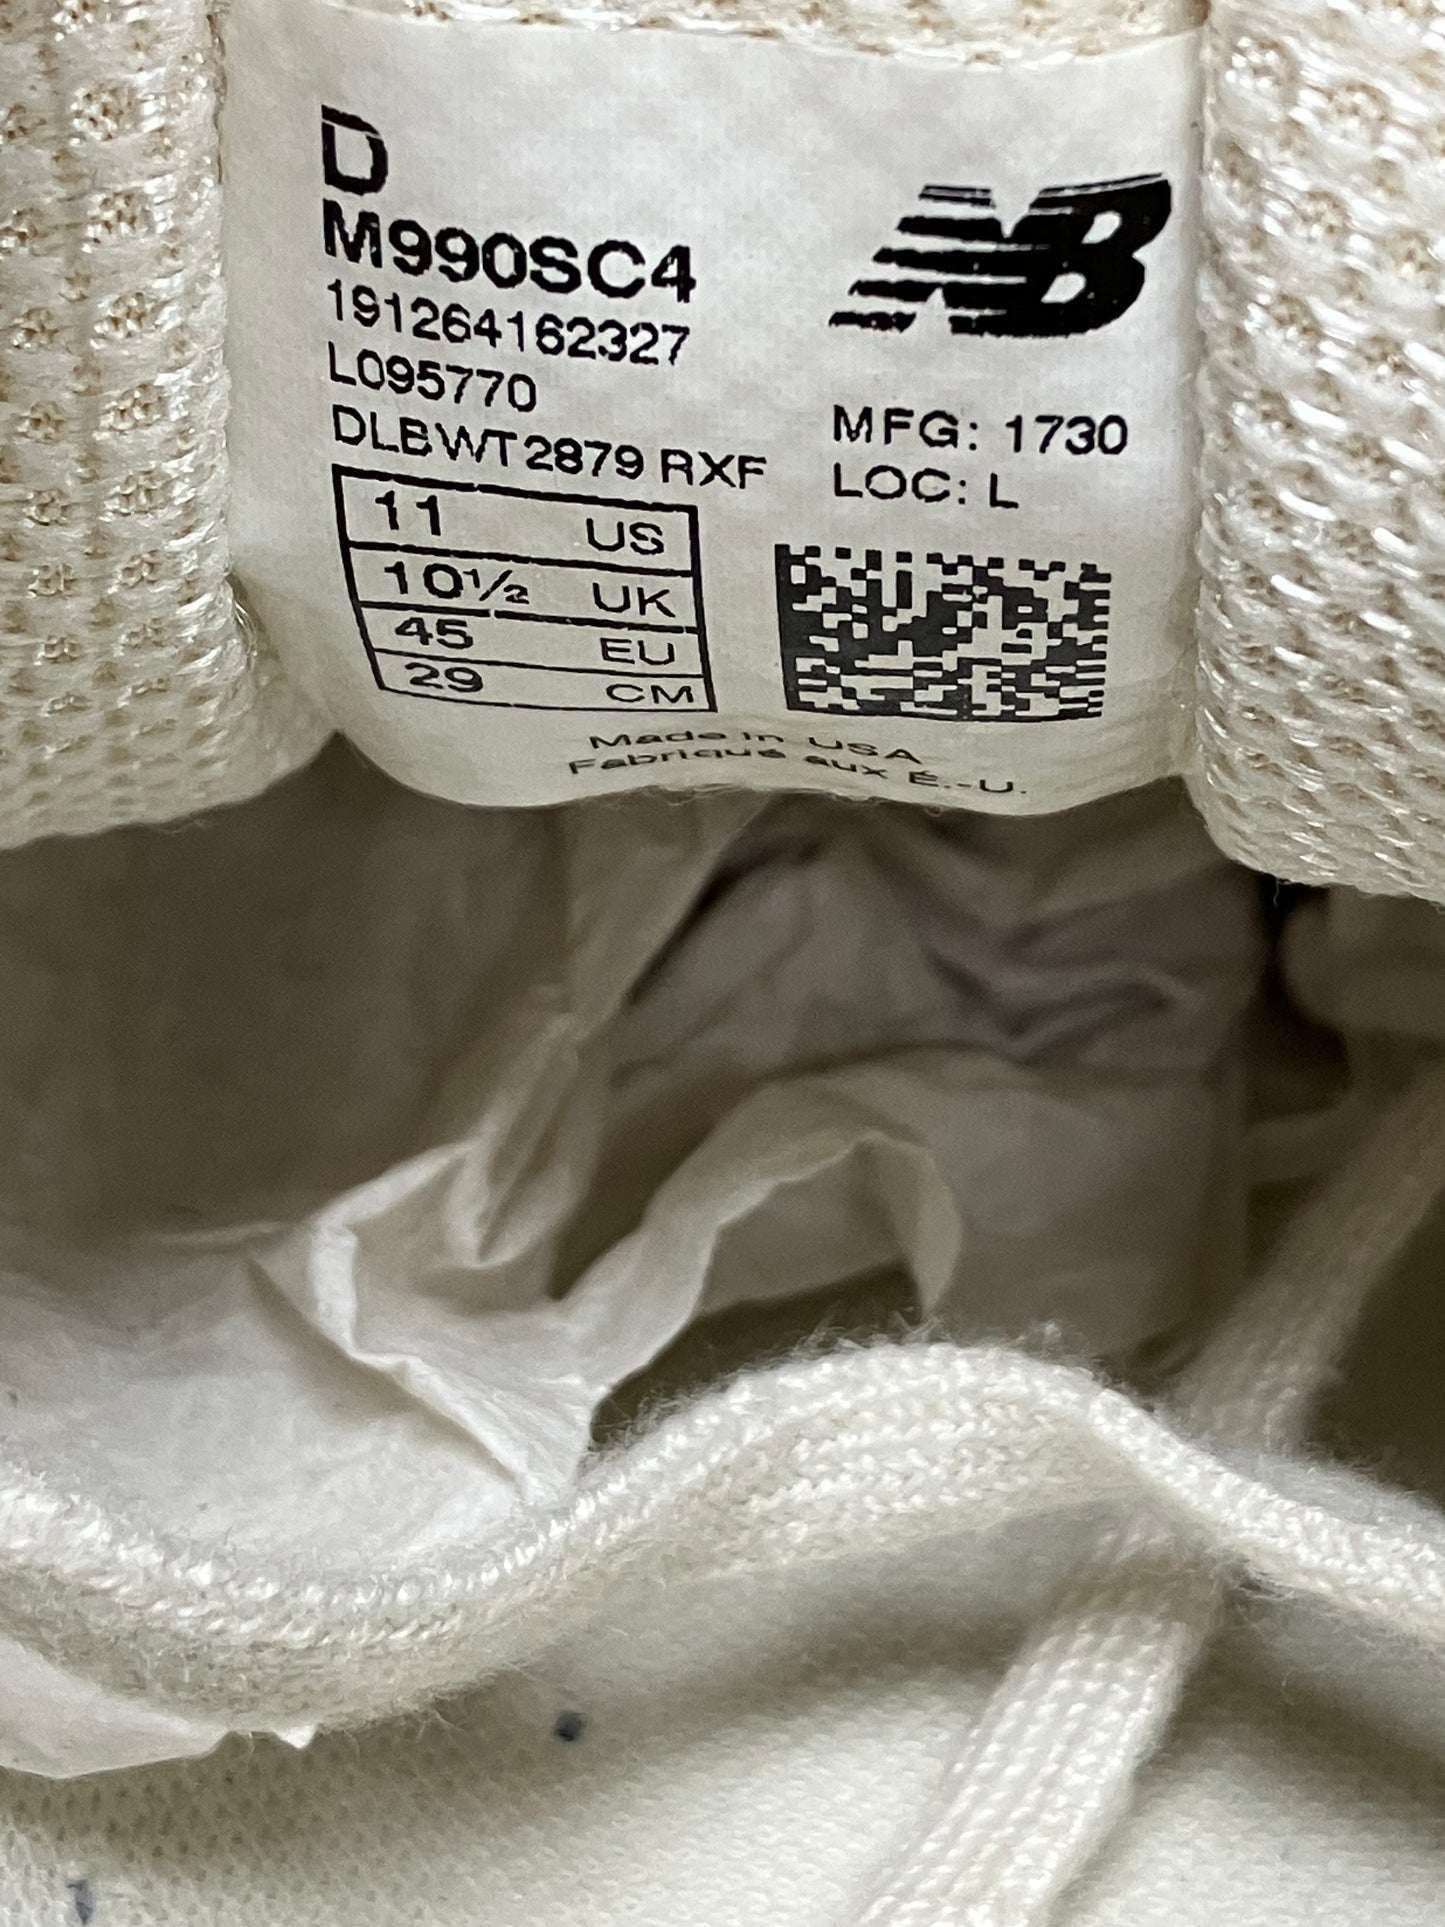 D
M990SC4
191264162327
L095770
DLBWT2879 RXF
11 US
10½ UK
45 EU
29 CM
NB
MFG: 1730
LOC: L
Made in USA
Fabriqué aux É.-U.